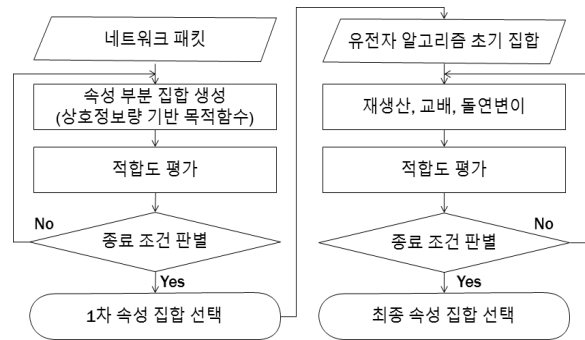 네트워크 패킷
속성 부분 집합 생성
(상호정보량 기반 목적함수)
적합도 평가
No
종료 조건 판별
Yes
1차 속성 집합 선택
유전자 알고리즘 초기 집합
재생산, 교배, 돌연변이
적합도 평가
No
종료 조건 판별
Yes
최종 속성 집합 선택